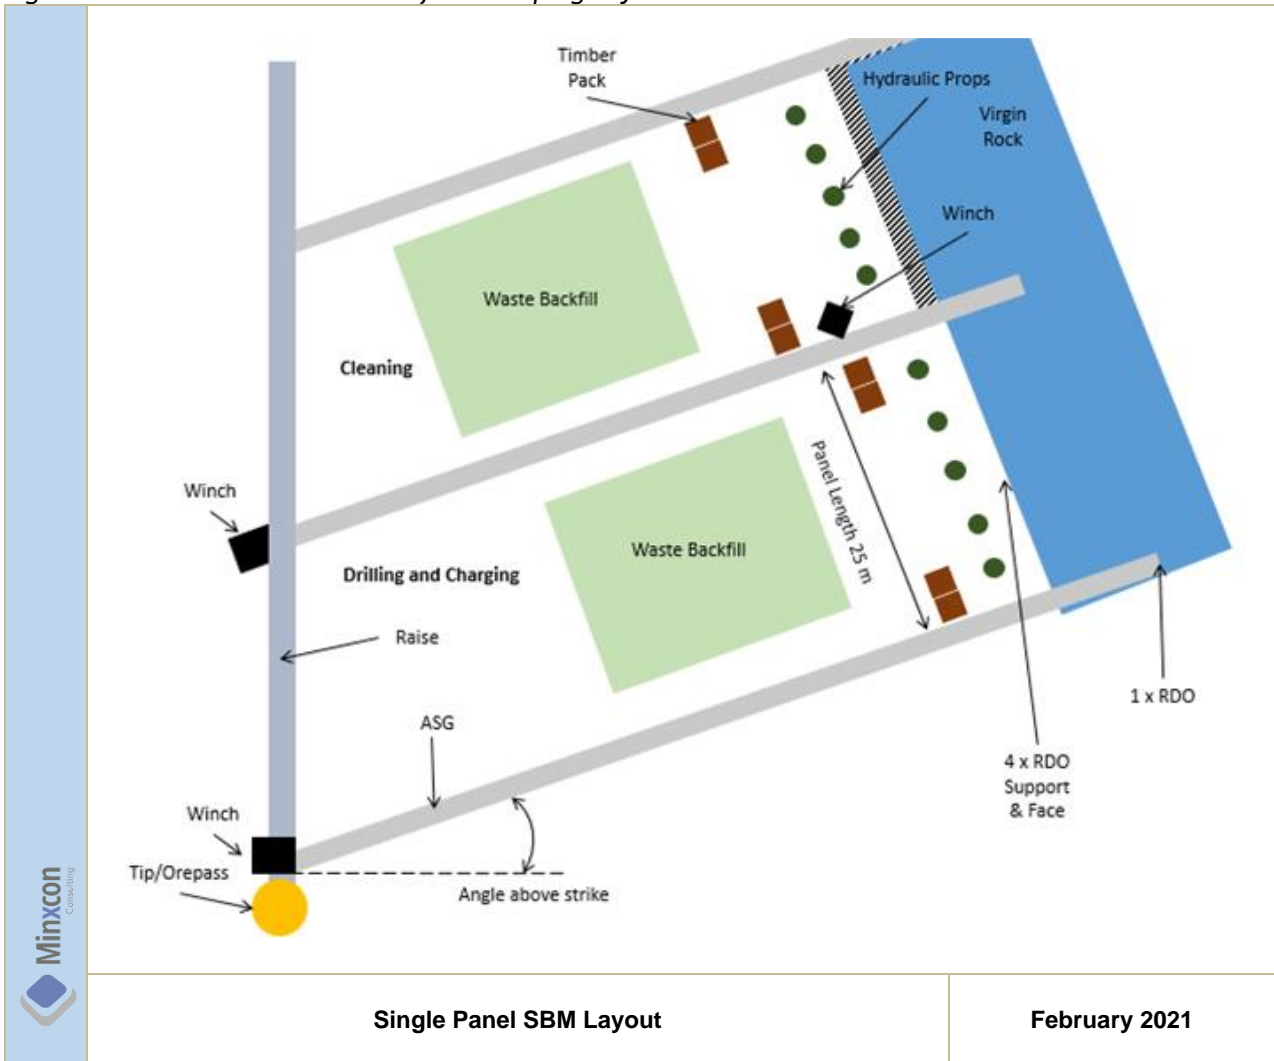 Timber
Pack
Hydraulic Props
Virgin
Rock
Winch
Waste Backfill
Cleaning
Panel Length 25 m
Winch
Waste Backfill
Drilling and Charging
Raise
1 x RDO
ASG
4 x RDO
Support
& Face
Winch
Tip/Orepass
Angle above strike
Minxcon
Consulting
Single Panel SBM Layout
February 2021